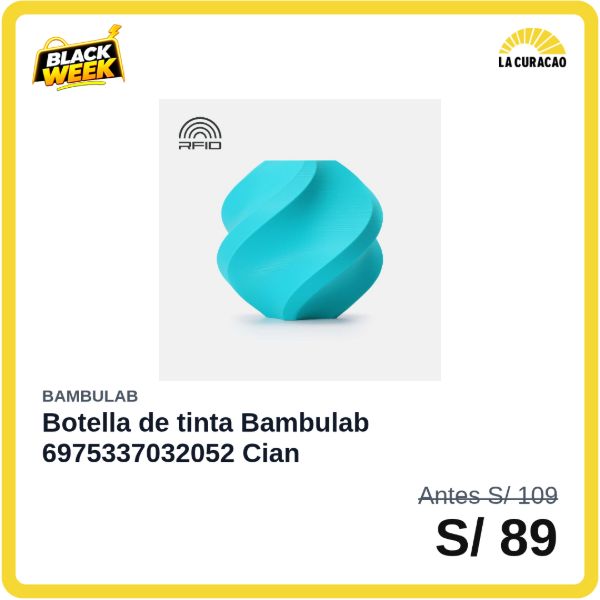 BLACK
WEEK
LA CURACAO
RFID
BAMBULAB
Botella de tinta Bambulab
6975337032052 Cian
Antes S/ 109
S/ 89